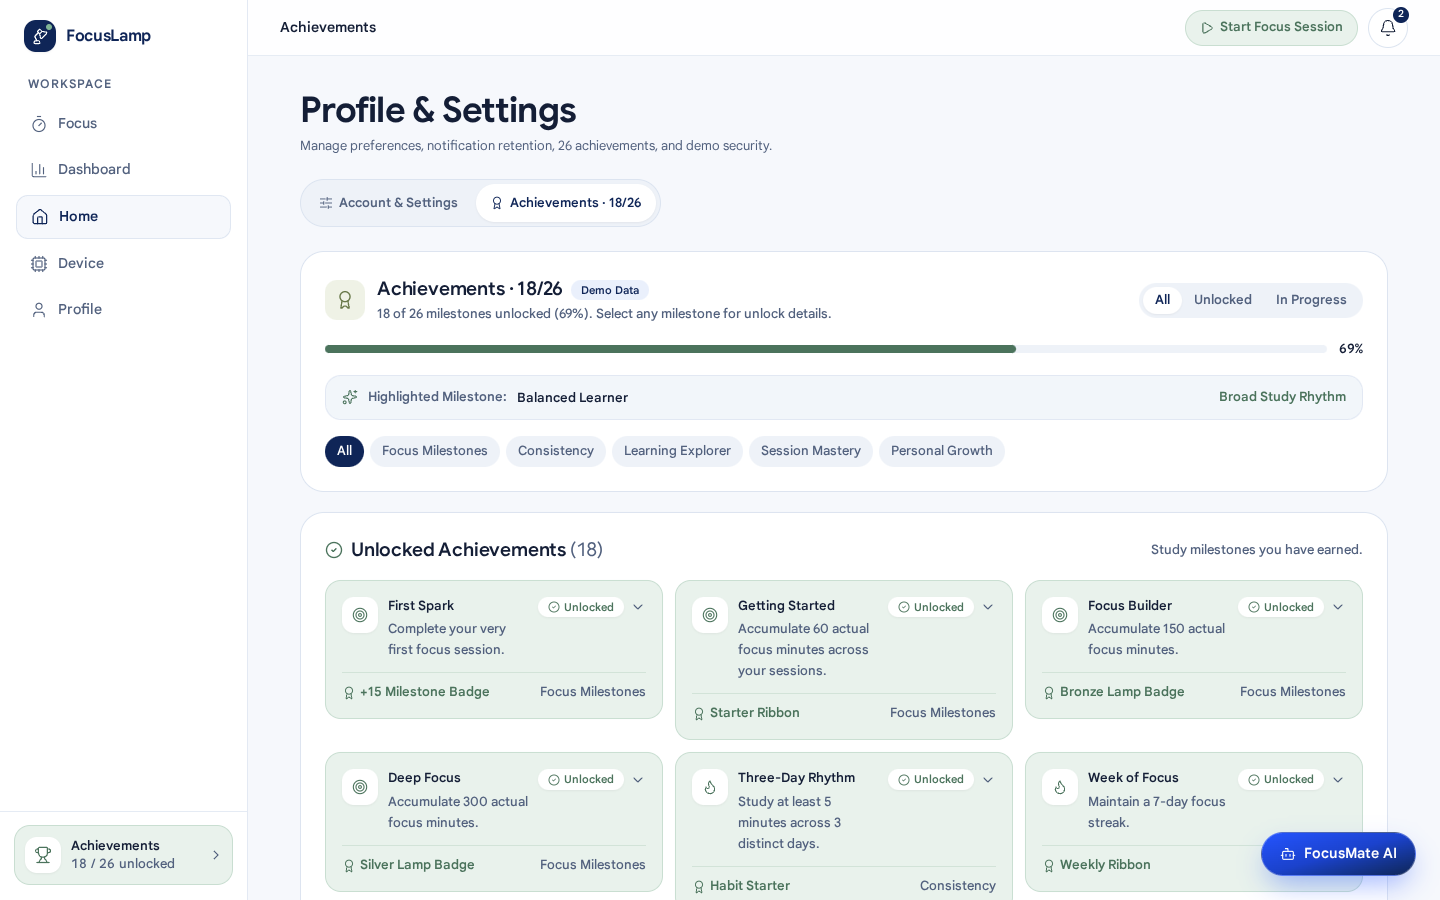 FocusLamp
WORKSPACE
Focus
Dashboard
Home
Device
Profile
Achievements
18 / 26 unlocked
Achievements
Start Focus Session
2
Profile & Settings
Manage preferences, notification retention, 26 achievements, and demo security.
Account & Settings
Achievements · 18/26
Achievements · 18/26
Demo Data
18 of 26 milestones unlocked (69%). Select any milestone for unlock details.
All
Unlocked
In Progress
69%
Highlighted Milestone: Balanced Learner
Broad Study Rhythm
All
Focus Milestones
Consistency
Learning Explorer
Session Mastery
Personal Growth
Unlocked Achievements (18)
Study milestones you have earned.
First Spark
Unlocked
Complete your very
first focus session.
+15 Milestone Badge
Focus Milestones
Getting Started
Unlocked
Accumulate 60 actual
focus minutes across
your sessions.
Starter Ribbon
Focus Milestones
Focus Builder
Unlocked
Accumulate 150 actual
focus minutes.
Bronze Lamp Badge
Focus Milestones
Deep Focus
Unlocked
Accumulate 300 actual
focus minutes.
Silver Lamp Badge
Focus Milestones
Three-Day Rhythm
Unlocked
Study at least 5
minutes across 3
distinct days.
Habit Starter
Consistency
Week of Focus
Unlocked
Maintain a 7-day focus
streak.
Weekly Ribbon
FocusMate AI